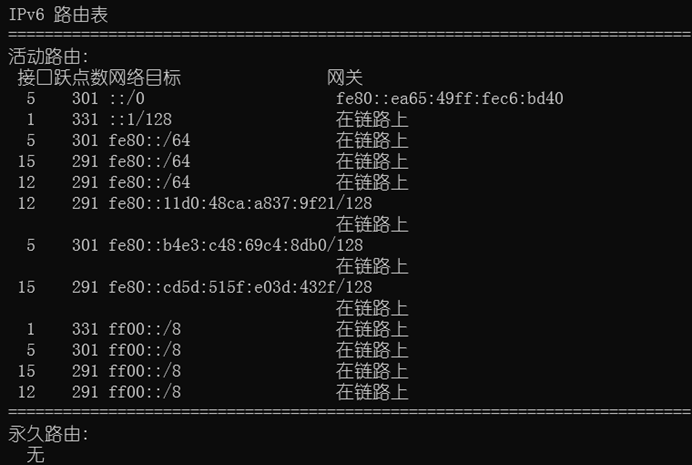 IPv6 路由表
===========================================================================
活动路由:
 接口跃点数网络目标                网关
  5    301 ::/0                     fe80::ea65:49ff:fec6:bd40
  1    331 ::1/128                  在链路上
  5    301 fe80::/64                在链路上
 15    291 fe80::/64                在链路上
 12    291 fe80::/64                在链路上
 12    291 fe80::11d0:48ca:a837:9f21/128
                                    在链路上
  5    301 fe80::b4e3:c48:69c4:8db0/128
                                    在链路上
 15    291 fe80::cd5d:515f:e03d:432f/128
                                    在链路上
  1    331 ff00::/8                 在链路上
  5    301 ff00::/8                 在链路上
 15    291 ff00::/8                 在链路上
 12    291 ff00::/8                 在链路上
===========================================================================
永久路由:
  无